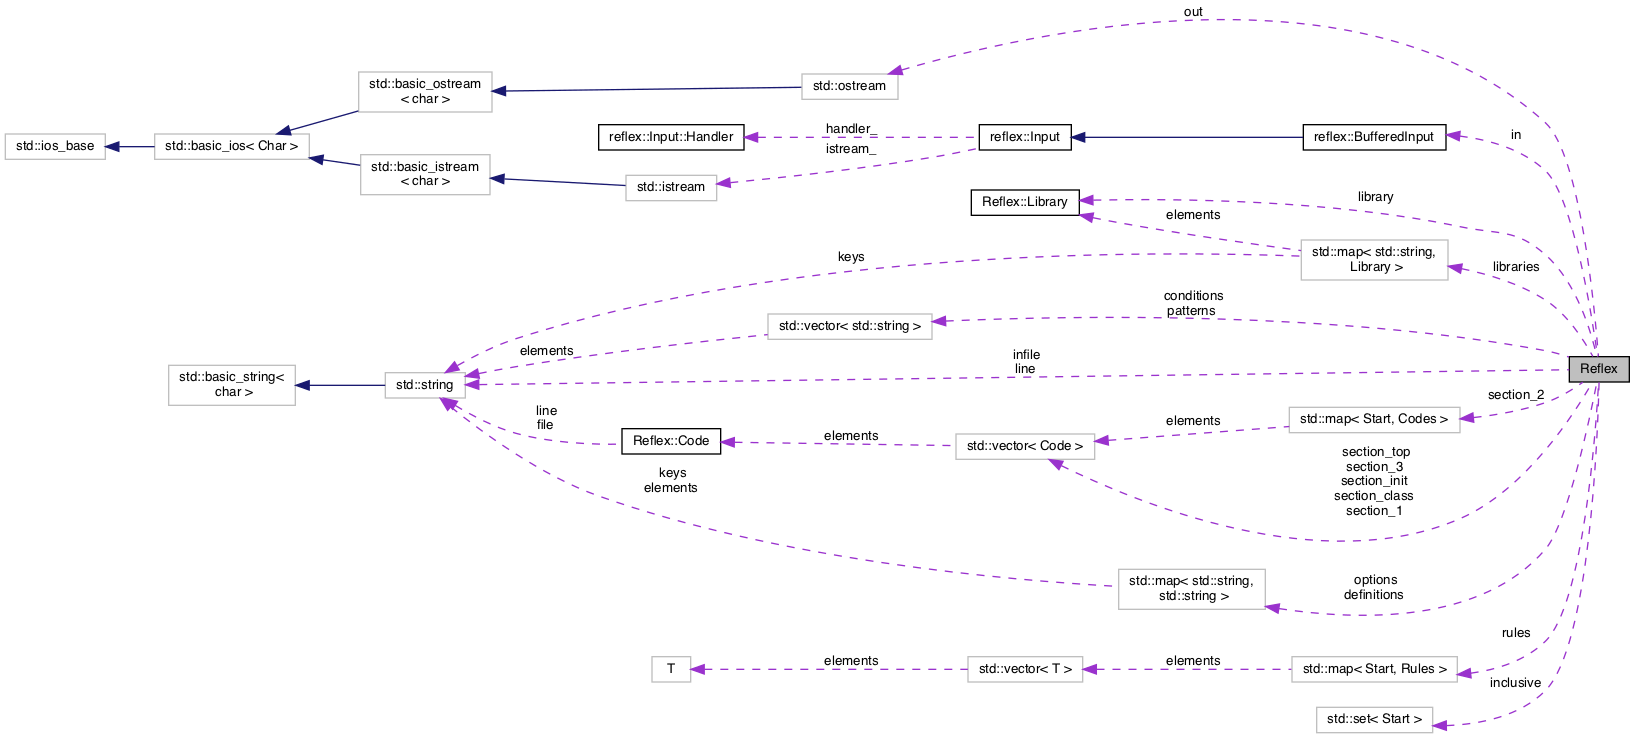 out
std::basic_ostream
< char >
std::ostream
std::ios_base
std::basic_ios< Char >
reflex::Input::Handler
handler_
reflex::Input
reflex::BufferedInput
in
istream_
std::basic_istream
< char >
std::istream
Reflex::Library
library
elements
std::map< std::string,
Library >
libraries
keys
conditions
patterns
std::vector< std::string >
elements
infile
line
Reflex
std::basic_string<
char >
std::string
section_2
std::map< Start, Codes >
line
file
Reflex::Code
elements
std::vector< Code >
elements
section_top
section_3
section_init
section_class
section_1
keys
elements
std::map< std::string,
std::string >
options
definitions
rules
T
elements
std::vector< T >
elements
std::map< Start, Rules >
inclusive
std::set< Start >